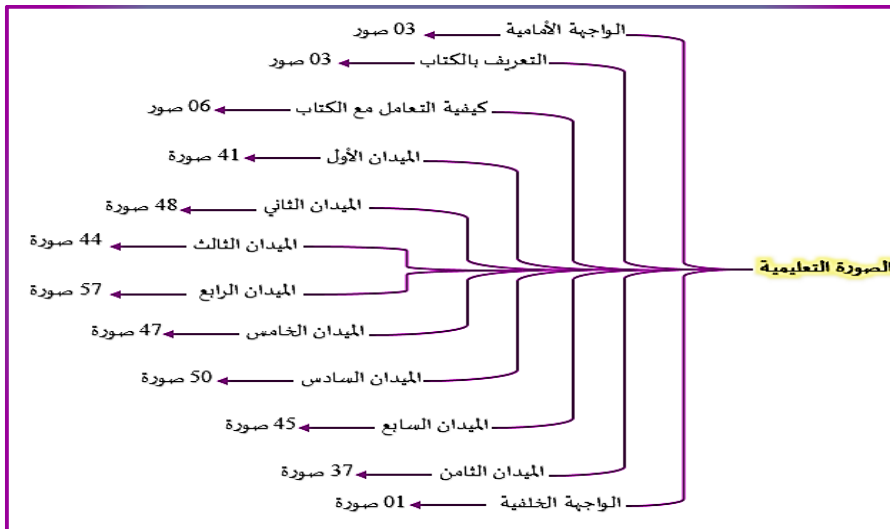 الواجهة الأمامية 03 صور
التعريف بالكتاب 03 صور
كيفية التعامل مع الكتاب 06 صور
الميدان الأول 41 صورة
الميدان الثاني 48 صورة
الميدان الثالث 44 صورة
الصورة التعليمية
الميدان الرابع 57 صورة
الميدان الخامس 47 صورة
الميدان السادس 50 صورة
الميدان السابع 45 صورة
الميدان الثامن 37 صورة
الواجهة الخلفية 01 صورة